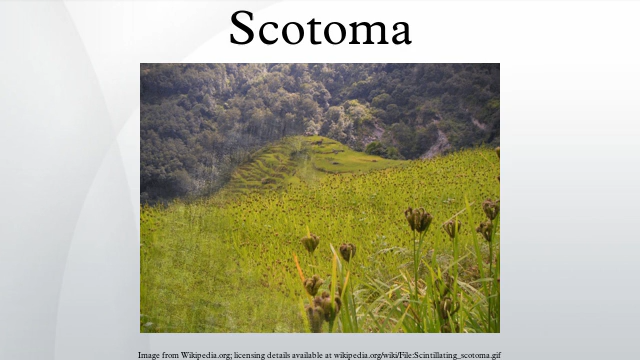 Scotoma
Image from Wikipedia.org; licensing details available at wikipedia.org/wiki/File:Scintillating_scotoma.gif